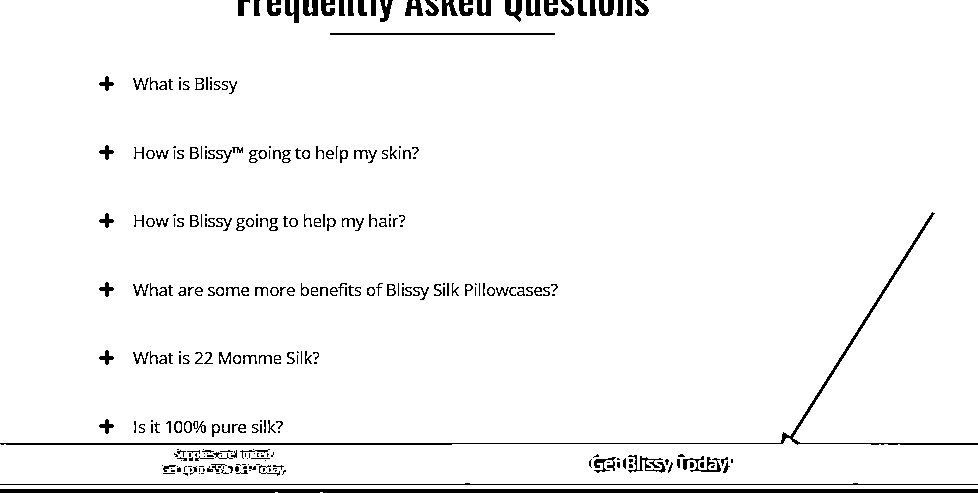 Frequently Asked Questions
What is Blissy
How is Blissy™ going to help my skin?
How is Blissy going to help my hair?
What are some more benefits of Blissy Silk Pillowcases?
What is 22 Momme Silk?
Is it 100% pure silk?
Supplies are limited.
Get up to 55% OFF Today.
Get Blissy Today!